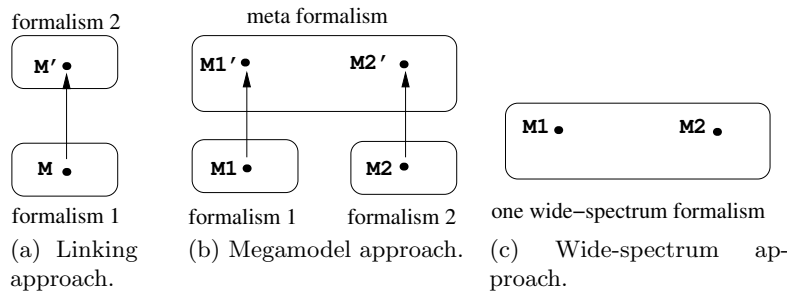 formalism 2
M'
M
formalism 1
(a) Linking
approach.
meta formalism
M1' M2'
M1 M2
formalism 1 formalism 2
(b) Megamodel approach.
M1 M2
one wide−spectrum formalism
(c) Wide-spectrum ap-
proach.